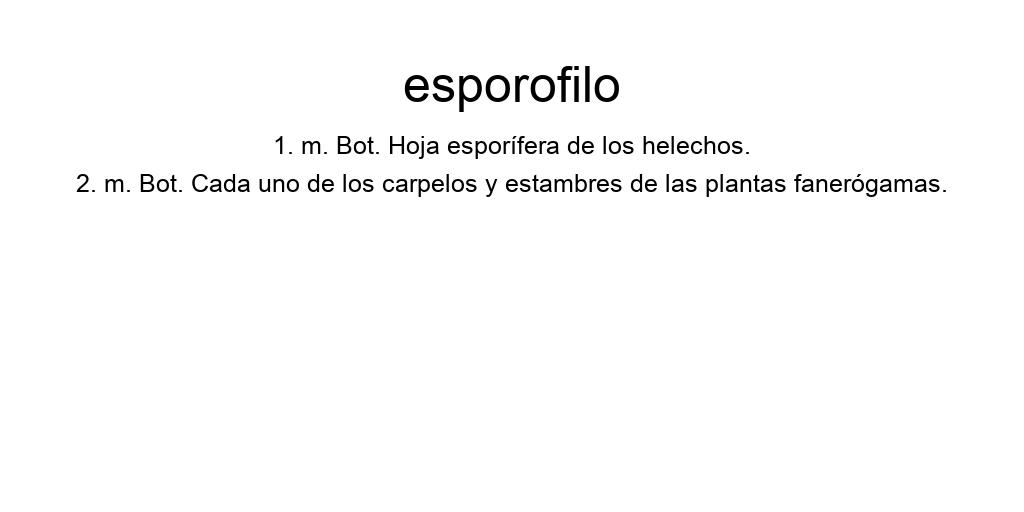 esporofilo
1. m. Bot. Hoja esporífera de los helechos.
2. m. Bot. Cada uno de los carpelos y estambres de las plantas fanerógamas.